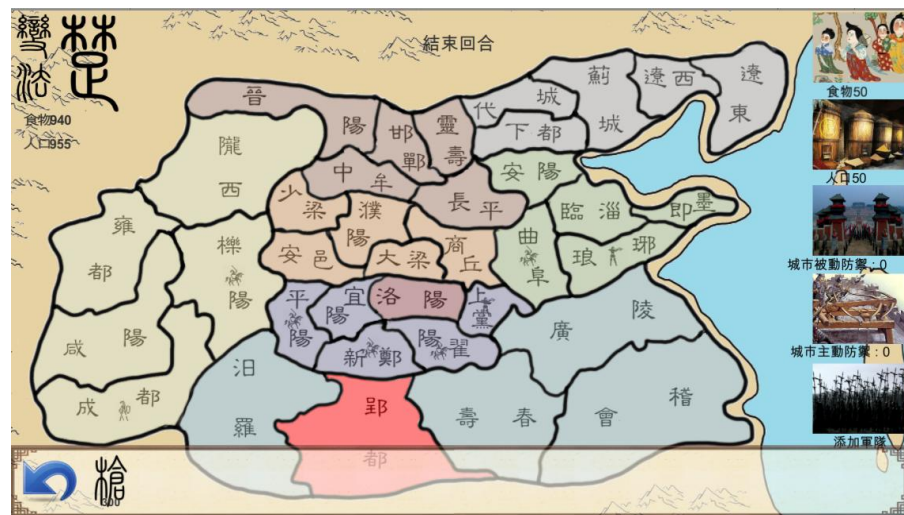 變法
楚
食物940
人口955
結束回合
晉陽
邯鄲
靈壽
代
城
下都
薊城
遼西
遼東
隴西
中牟
長平
安陽
少梁
濮陽
臨淄
即墨
雍都
櫟陽
安邑
大梁
商丘
曲阜
琅琊
平陽
宜陽
洛陽
上黨
廣陵
咸陽
新鄭
陽翟
汨羅
郢都
壽春
會稽
成都
食物50
人口50
城市被動防禦：0
城市主動防禦：0
添加軍隊
槍
300